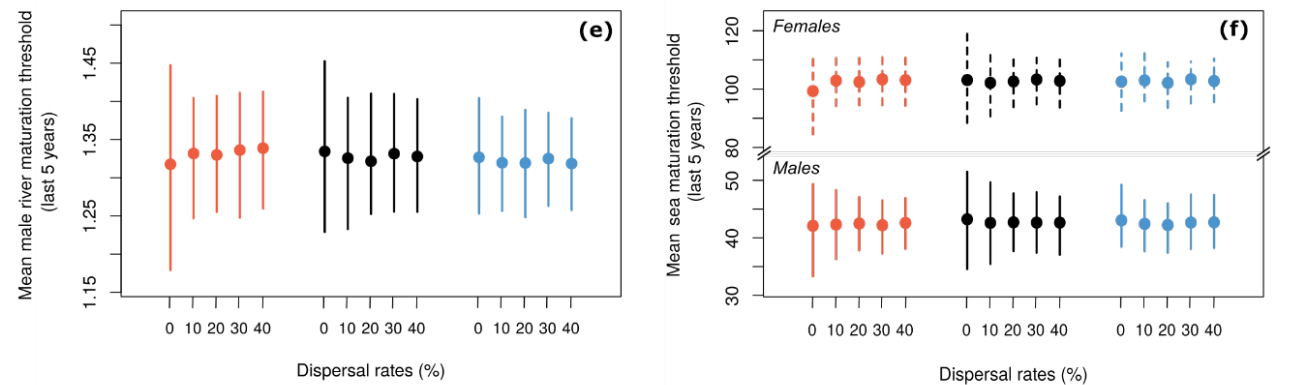 Mean male river maturation threshold
(last 5 years)
1.45
1.35
1.25
1.15
(e)
0 10 20 30 40 0 10 20 30 40 0 10 20 30 40
Dispersal rates (%)
Mean sea maturation threshold
(last 5 years)
120
100
80
50
40
30
Females
(f)
Males
0 10 20 30 40 0 10 20 30 40 0 10 20 30 40
Dispersal rates (%)